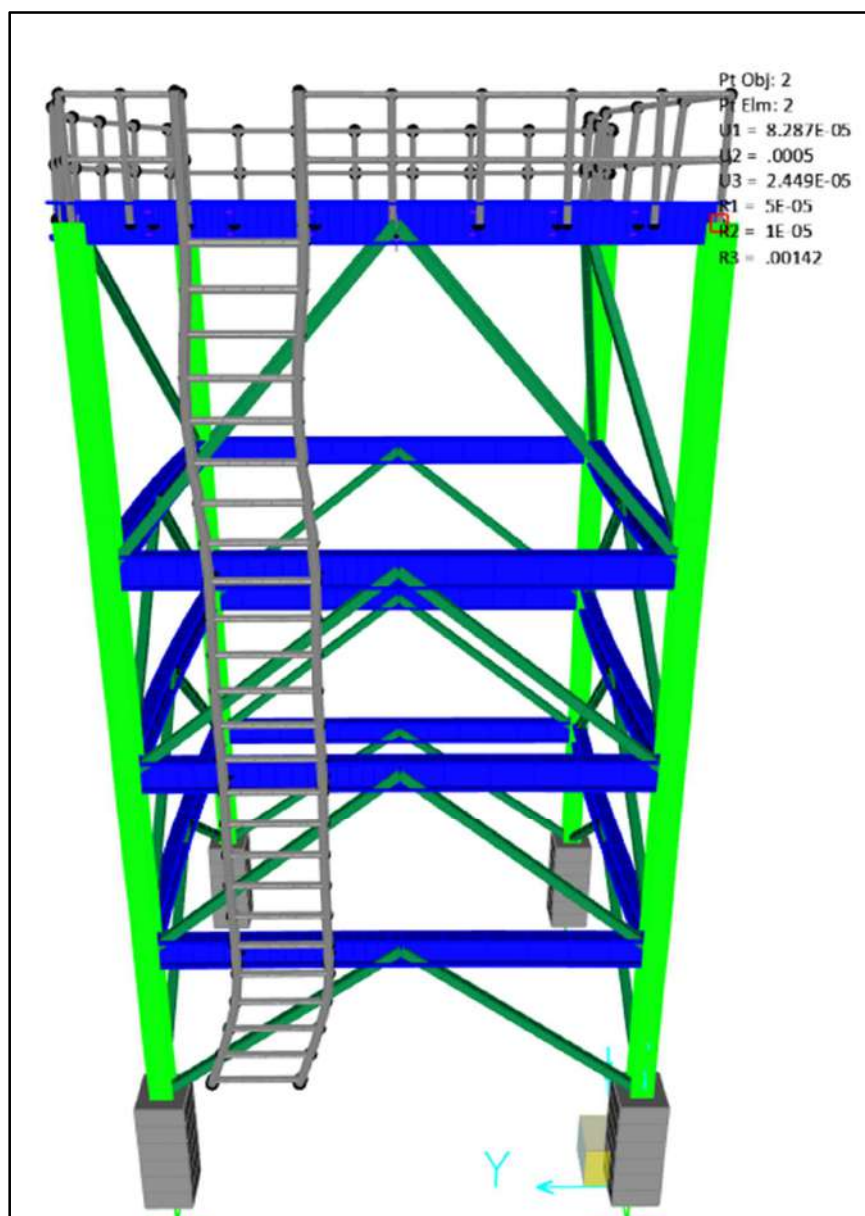 Pt Obj: 2
Pt Elm: 2
U1 = 8.287E-05
U2 = .0005
U3 = 2.449E-05
R1 = 5E-05
R2 = 1E-05
R3 = .00142
Y